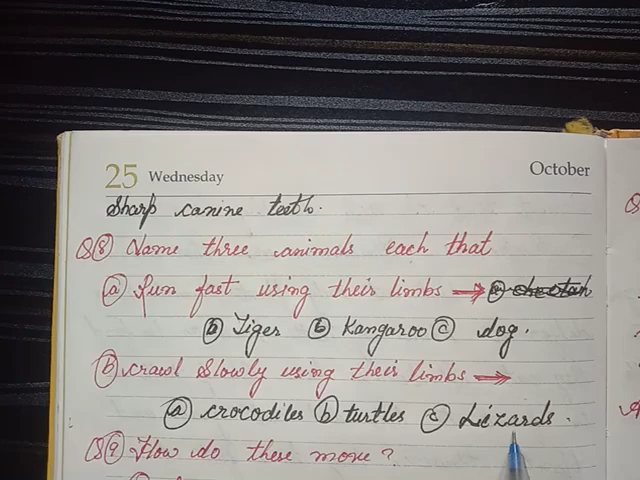 25 Wednesday October
Sharp canine teeth.
Q8 Name three animals each that
a Run fast using their limbs → a cheetah
a Tiger b Kangaroo c dog.
b crawl slowly using their limbs →
a crocodiles b turtles c Lizards.
Q9 How do these move?